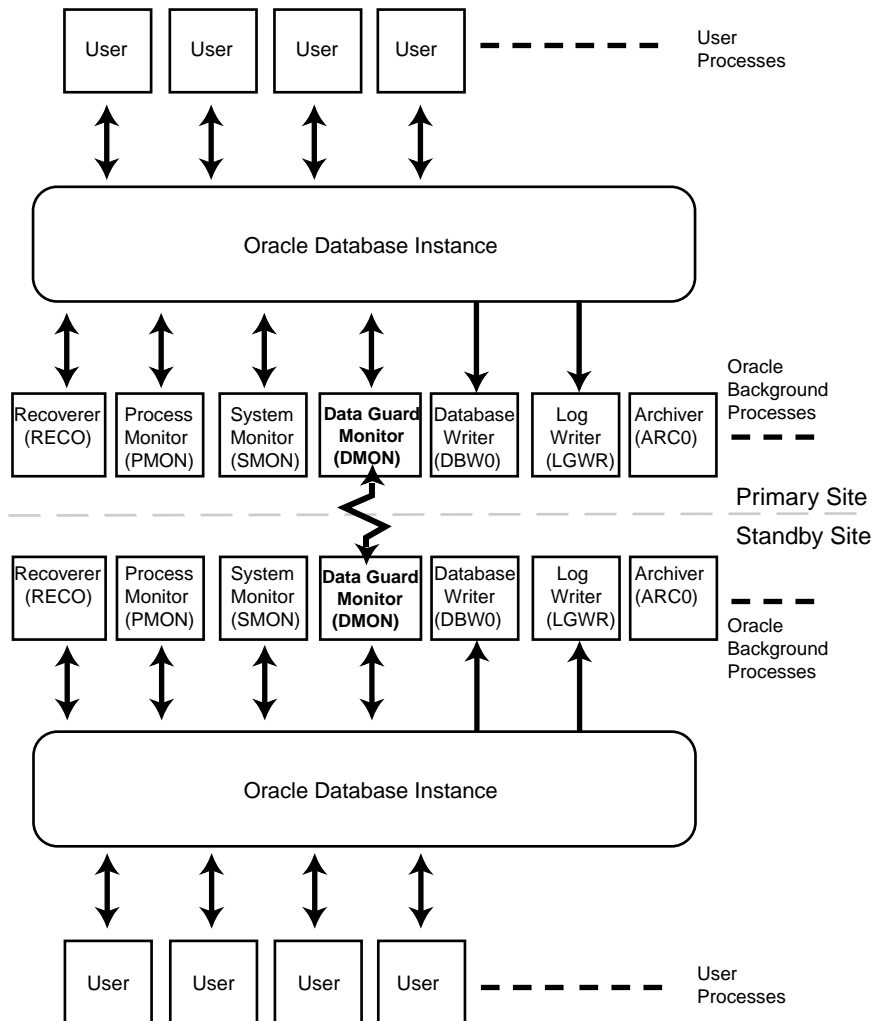 User User User User
User
Processes
Oracle Database Instance
Oracle
Background
Processes
Recoverer
(RECO)
Process
Monitor
(PMON)
System
Monitor
(SMON)
Data Guard
Monitor
(DMON)
Database
Writer
(DBW0)
Log
Writer
(LGWR)
Archiver
(ARC0)
Primary Site
Standby Site
Recoverer
(RECO)
Process
Monitor
(PMON)
System
Monitor
(SMON)
Data Guard
Monitor
(DMON)
Database
Writer
(DBW0)
Log
Writer
(LGWR)
Archiver
(ARC0)
Oracle
Background
Processes
Oracle Database Instance
User User User User
User
Processes